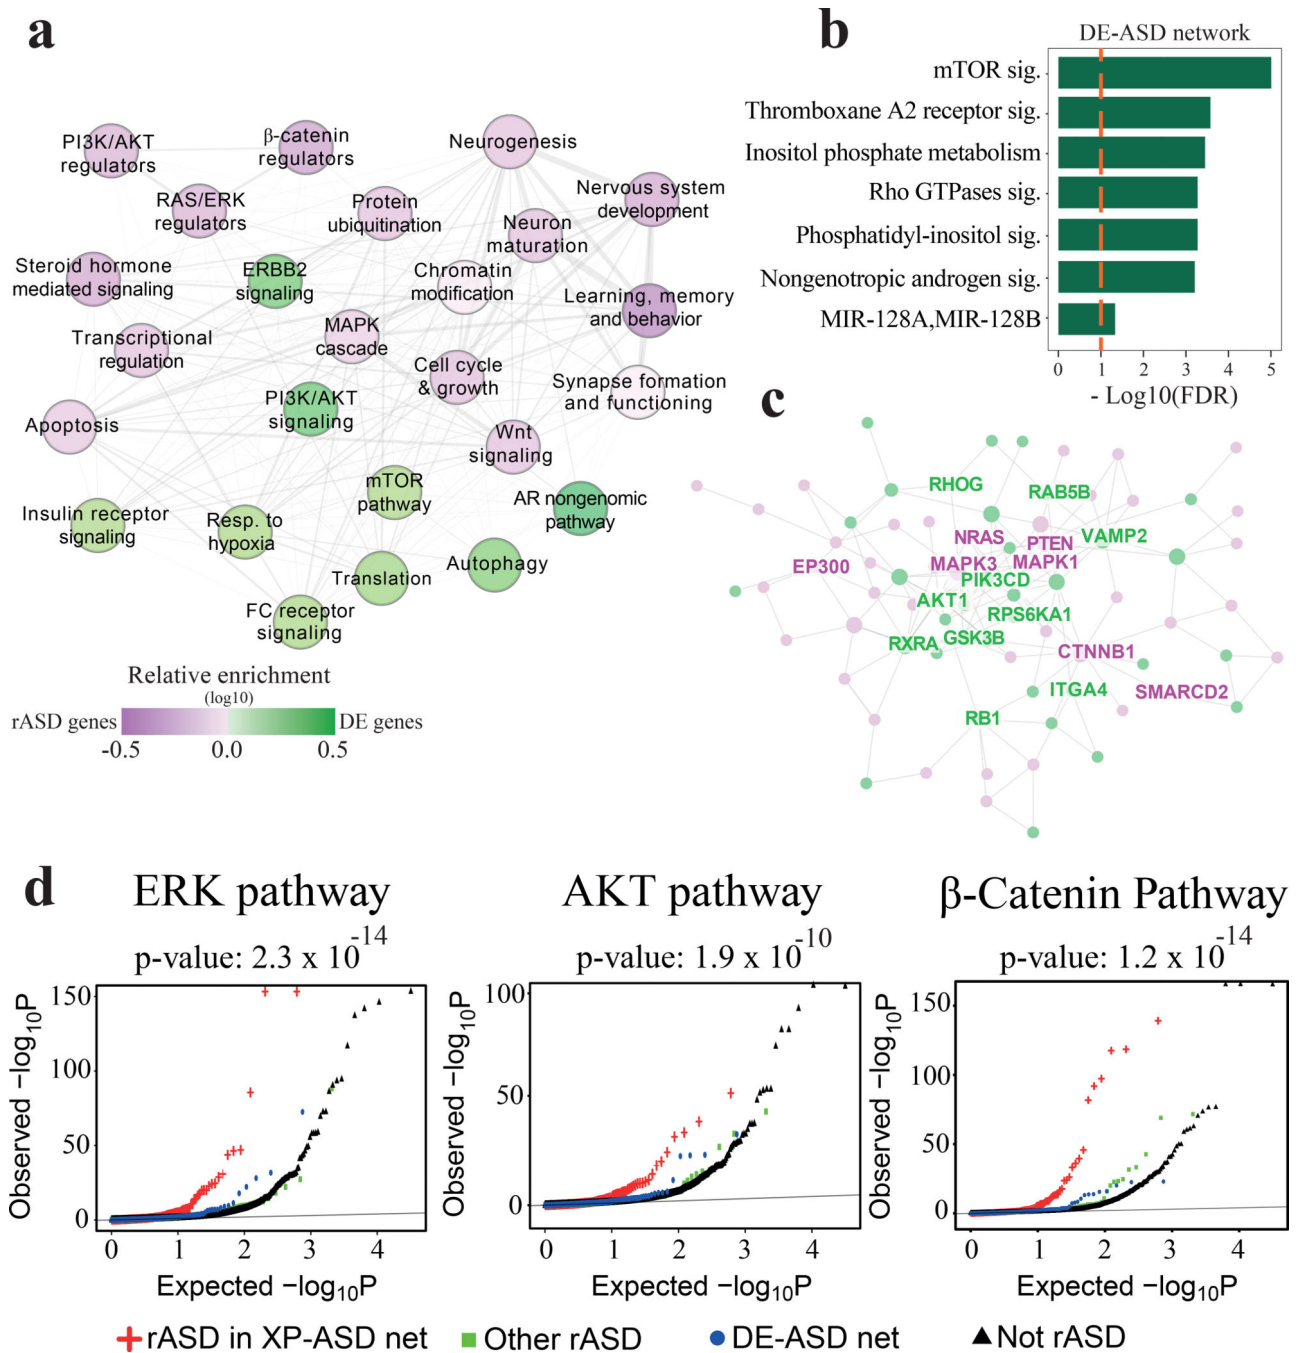 a
PI3K/AKT
regulators
β-catenin
regulators
Neurogenesis
RAS/ERK
regulators
Protein
ubiquitination
Neuron
maturation
Nervous system
development
Steroid hormone
mediated signaling
ERBB2
signaling
Chromatin
modification
Learning, memory
and behavior
Transcriptional
regulation
MAPK
cascade
Cell cycle
& growth
Synapse formation
and functioning
Apoptosis
PI3K/AKT
signaling
Wnt
signaling
mTOR
pathway
AR nongenomic
pathway
Insulin receptor
signaling
Resp. to
hypoxia
Translation
Autophagy
FC receptor
signaling
Relative enrichment
(log10)
rASD genes
DE genes
-0.5
0.0
0.5
b
DE-ASD network
mTOR sig.
Thromboxane A2 receptor sig.
Inositol phosphate metabolism
Rho GTPases sig.
Phosphatidyl-inositol sig.
Nongenotropic androgen sig.
MIR-128A,MIR-128B
0 1 2 3 4 5
- Log10(FDR)
c
RHOG
RAB5B
NRAS
PTEN
VAMP2
EP300
MAPK3
MAPK1
PIK3CD
AKT1
RPS6KA1
RXRA
GSK3B
CTNNB1
ITGA4
SMARCD2
RB1
d
ERK pathway
p-value: 2.3 x 10-14
Observed −log10P
150
100
50
0
0 1 2 3 4
Expected −log10P
AKT pathway
p-value: 1.9 x 10-10
Observed −log10P
100
50
0
0 1 2 3 4
Expected −log10P
β-Catenin Pathway
p-value: 1.2 x 10-14
Observed −log10P
150
100
50
0
0 1 2 3 4
Expected −log10P
rASD in XP-ASD net
Other rASD
DE-ASD net
Not rASD